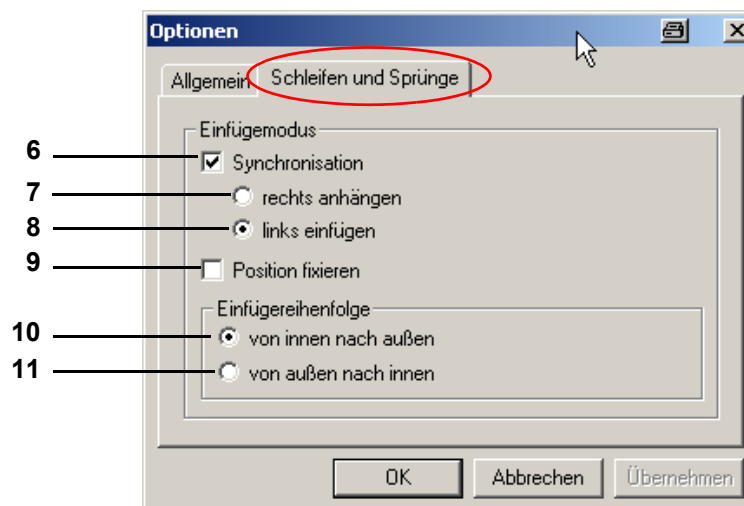 Optionen
Allgemein Schleifen und Sprünge
Einfügemodus
6 Synchronisation
7 rechts anhängen
8 links einfügen
9 Position fixieren
Einfügereihenfolge
10 von innen nach außen
11 von außen nach innen
OK Abbrechen Übernehmen